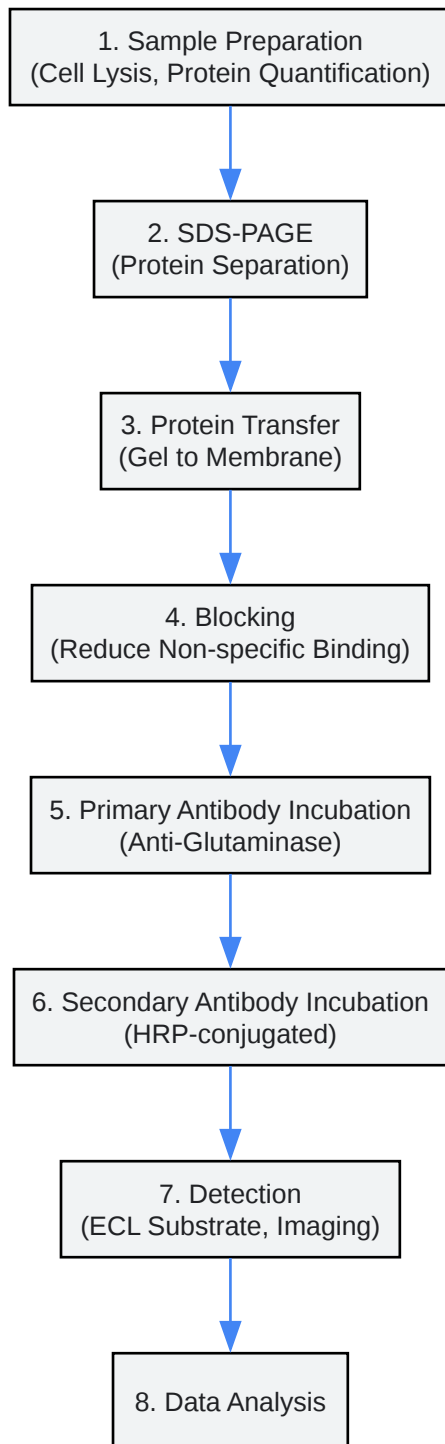 1. Sample Preparation
(Cell Lysis, Protein Quantification)
2. SDS-PAGE
(Protein Separation)
3. Protein Transfer
(Gel to Membrane)
4. Blocking
(Reduce Non-specific Binding)
5. Primary Antibody Incubation
(Anti-Glutaminase)
6. Secondary Antibody Incubation
(HRP-conjugated)
7. Detection
(ECL Substrate, Imaging)
8. Data Analysis